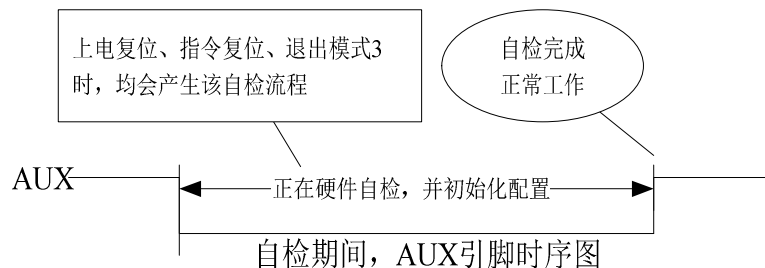 上电复位、指令复位、退出模式3
时，均会产生该自检流程
自检完成
正常工作
AUX
正在硬件自检，并初始化配置
自检期间，AUX引脚时序图